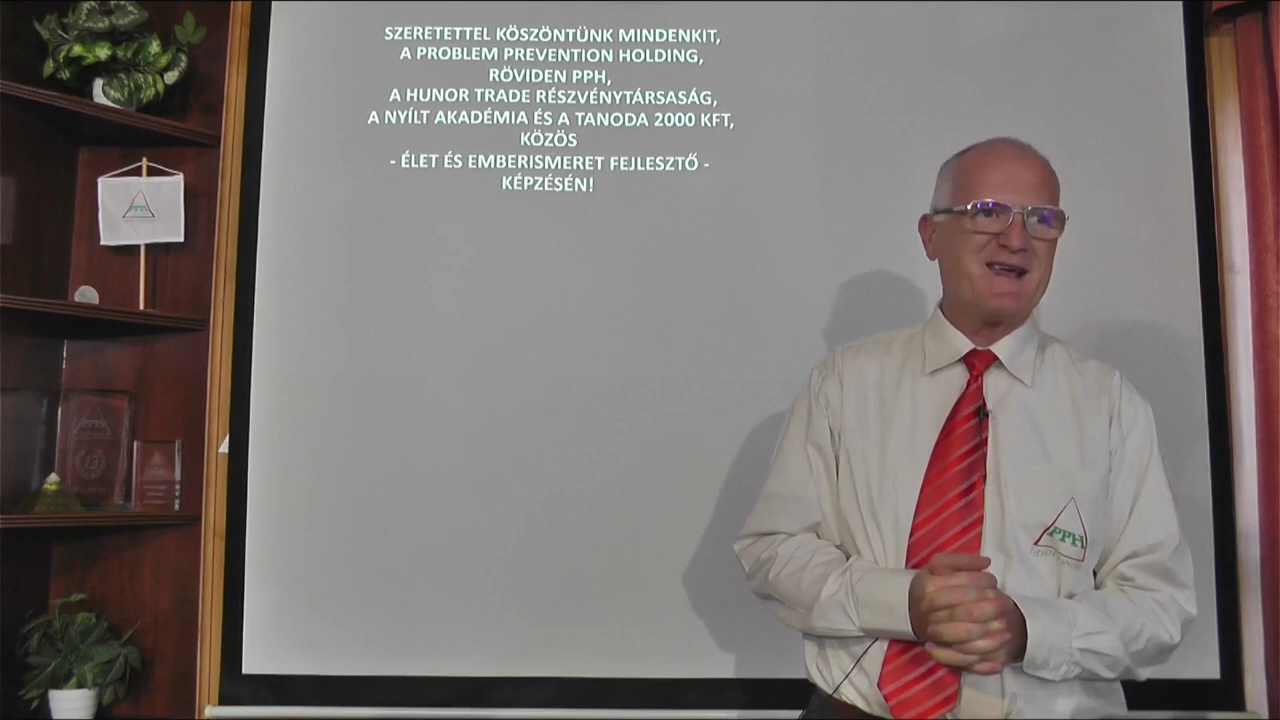 SZERETETTEL KÖSZÖNTÜNK MINDENKIT,
A PROBLEM PREVENTION HOLDING,
RÖVIDEN PPH,
A HUNOR TRADE RÉSZVÉNYTÁRSASÁG,
A NYÍLT AKADÉMIA ÉS A TANODA 2000 KFT,
KÖZÖS
- ÉLET ÉS EMBERISMERET FEJLESZTŐ -
KÉPZÉSÉN!
PPH
13
PPH